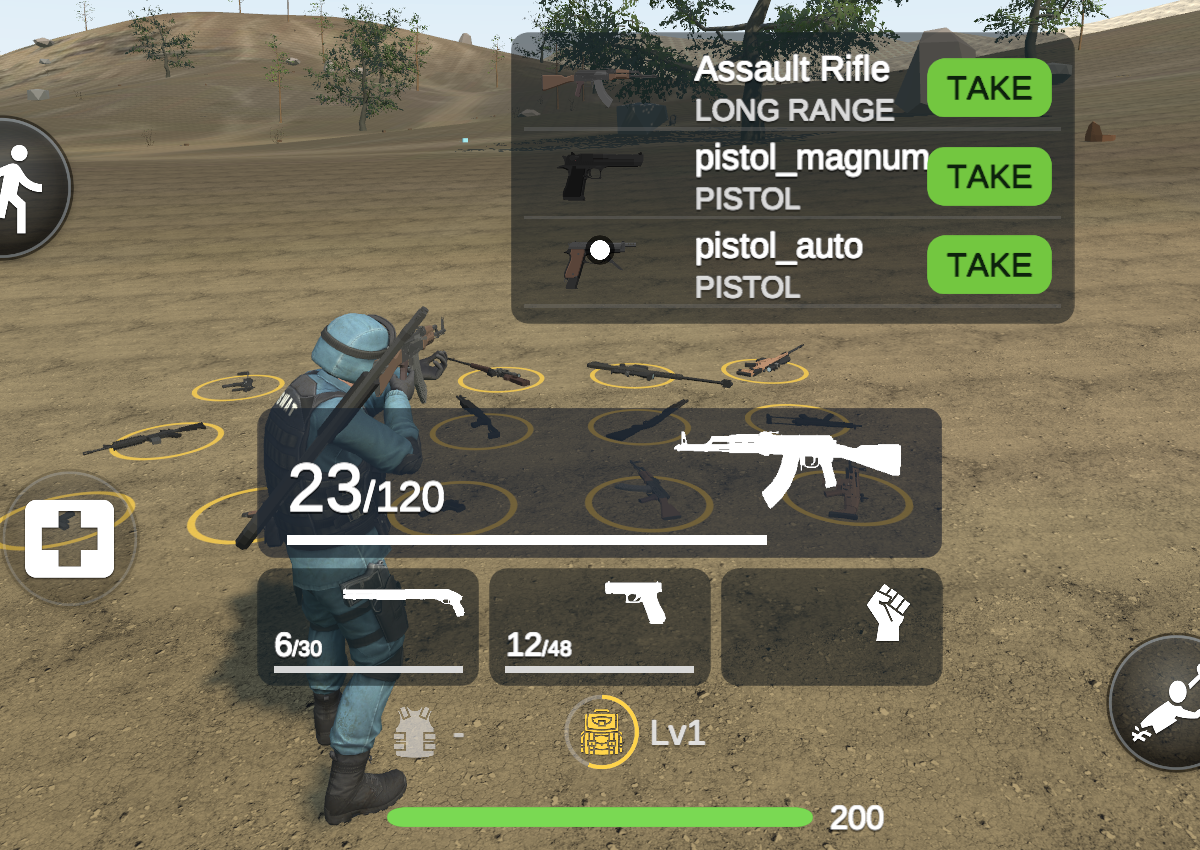 Assault Rifle
LONG RANGE
TAKE
pistol_magnum
PISTOL
TAKE
pistol_auto
PISTOL
TAKE
23/120
6/30
12/48
-
Lv1
200